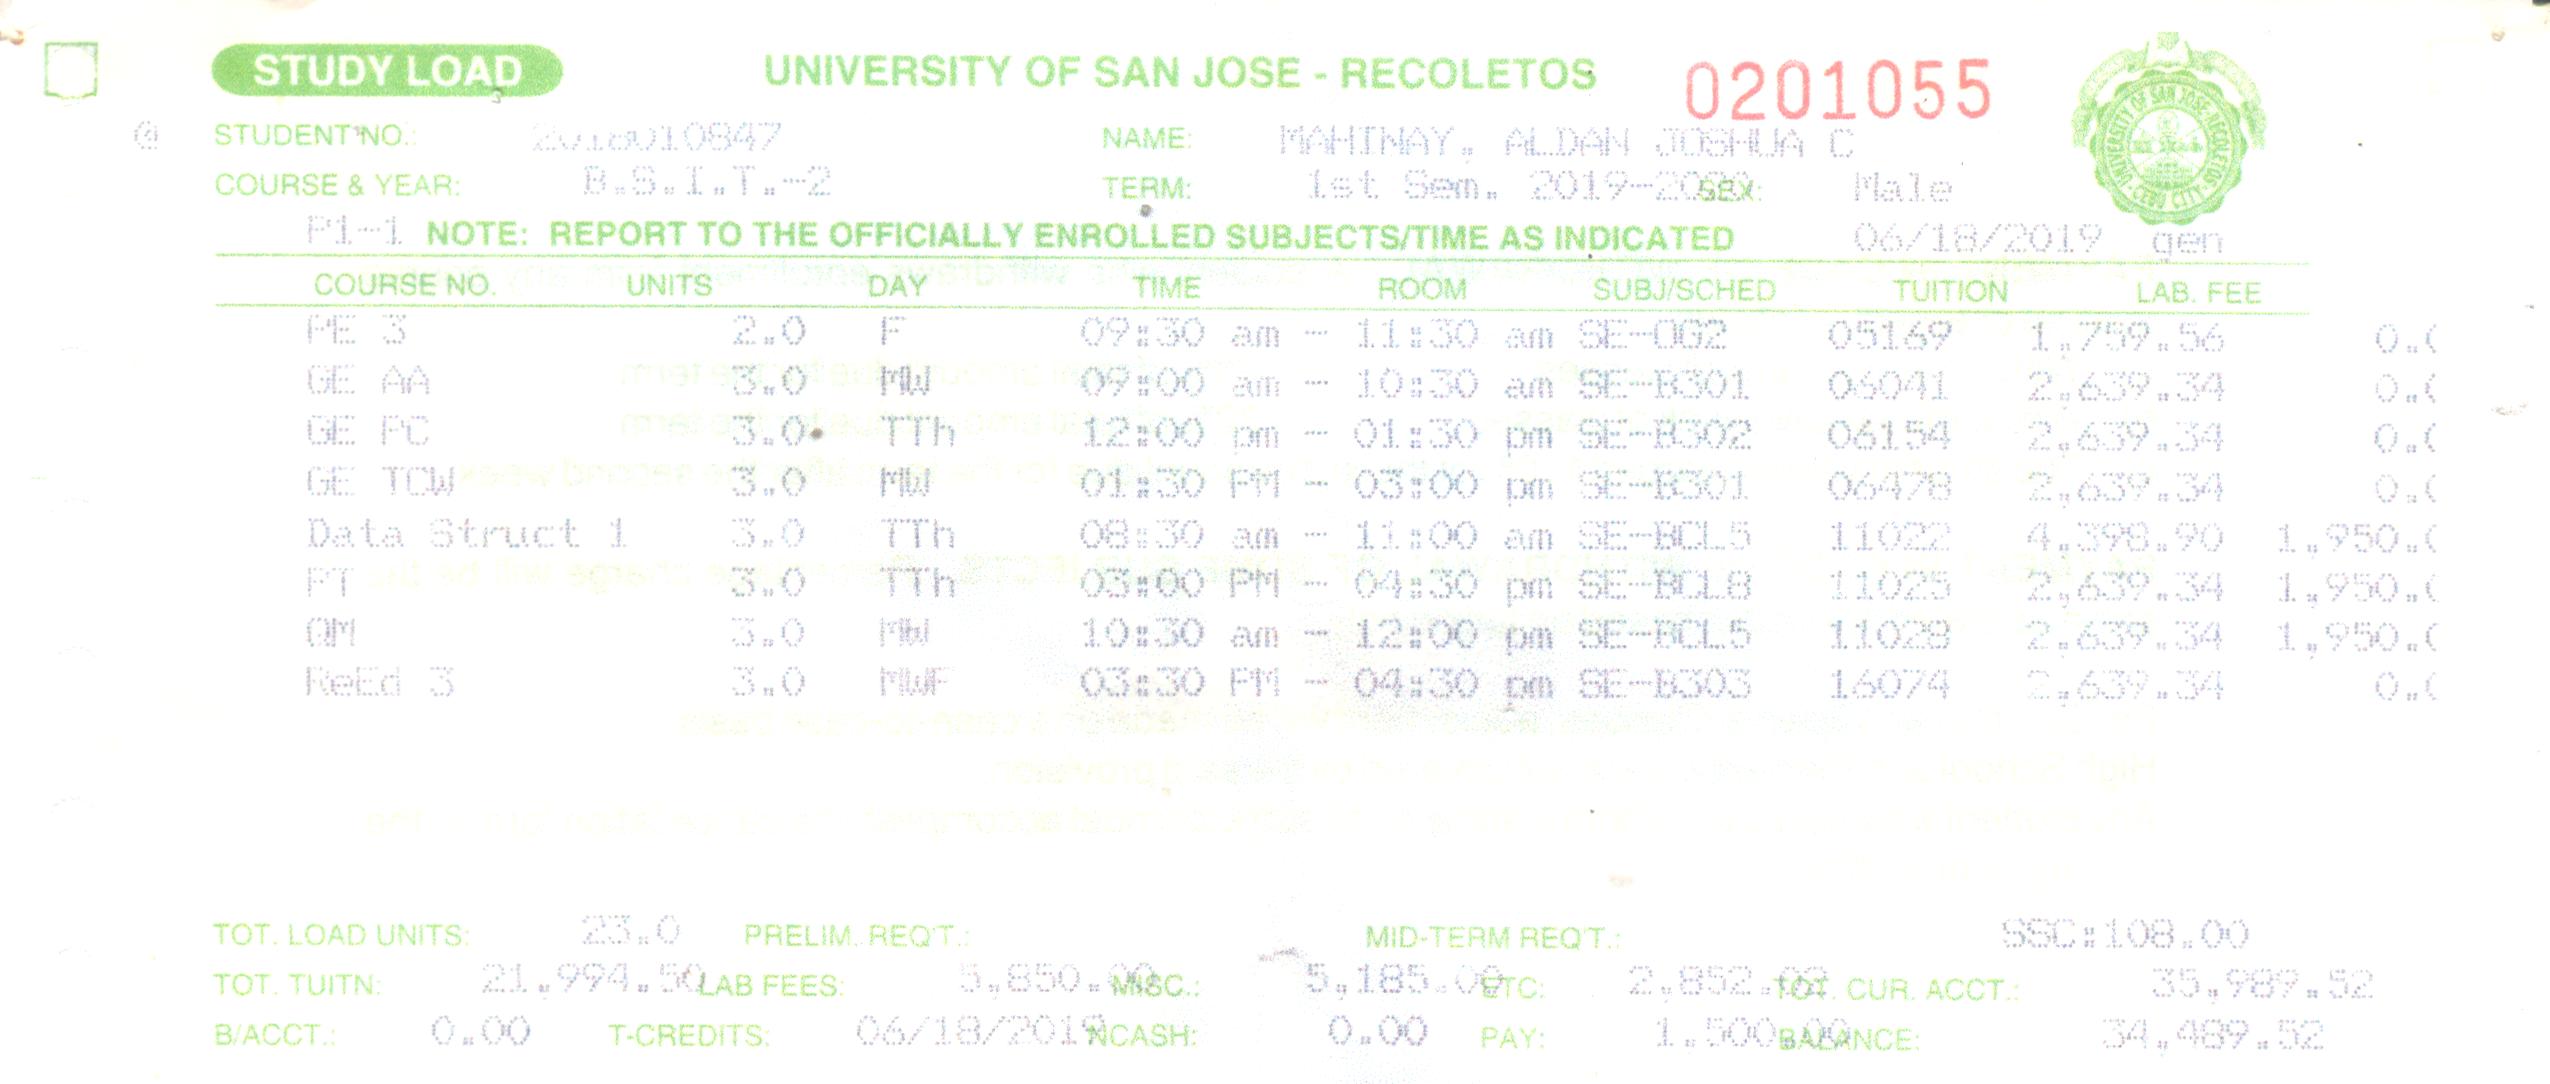 STUDY LOAD UNIVERSITY OF SAN JOSE - RECOLETOS 0201055
UNIVERSITY OF SAN JOSE-RECOLETOS CEBU CITY
@ STUDENT NO.: NAME: MAHINAY, ALDAN JOSHUA C
COURSE & YEAR: B.S.I.T.-2 TERM: 1st Sem. 2019-2020 SEX: Male
P1-1 NOTE: REPORT TO THE OFFICIALLY ENROLLED SUBJECTS/TIME AS INDICATED 06/18/2019 gen
COURSE NO. UNITS DAY TIME ROOM SUBJ/SCHED TUITION LAB. FEE
PE 3 2.0 F 09:30 am - 11:30 am SE-OG2 05169 1,759.56 0.(
GE AA 3.0 MW 09:00 am - 10:30 am SE-B301 06041 2,639.34 0.(
GE PC 3.0 TTh 12:00 pm - 01:30 pm SE-B302 06154 2,639.34 0.(
GE TCW 3.0 MW 01:30 PM - 03:00 pm SE-B301 06478 2,639.34 0.(
Data Struct 1 3.0 TTh 08:30 am - 11:00 am SE-BCL5 11022 4,398.90 1,950.(
PT 3.0 TTh 03:00 PM - 04:30 pm SE-BCL8 11025 2,639.34 1,950.(
QM 3.0 MW 10:30 am - 12:00 pm SE-BCL5 11028 2,639.34 1,950.(
ReEd 3 3.0 MWF 03:30 PM - 04:30 pm SE-B303 16074 2,639.34 0.(
TOT. LOAD UNITS: 23.0 PRELIM. REQ'T.: MID-TERM REQ'T.: SSC:108.00
TOT. TUITN: 21,994.50 LAB FEES: 5,850.00 MISC.: 5,185.00 ETC: 2,852.02 TOT. CUR. ACCT.: 35,989.52
B/ACCT.: 0.00 T-CREDITS: 06/18/2019 NCASH: 0.00 PAY: 1,500.00 BALANCE: 34,489.52